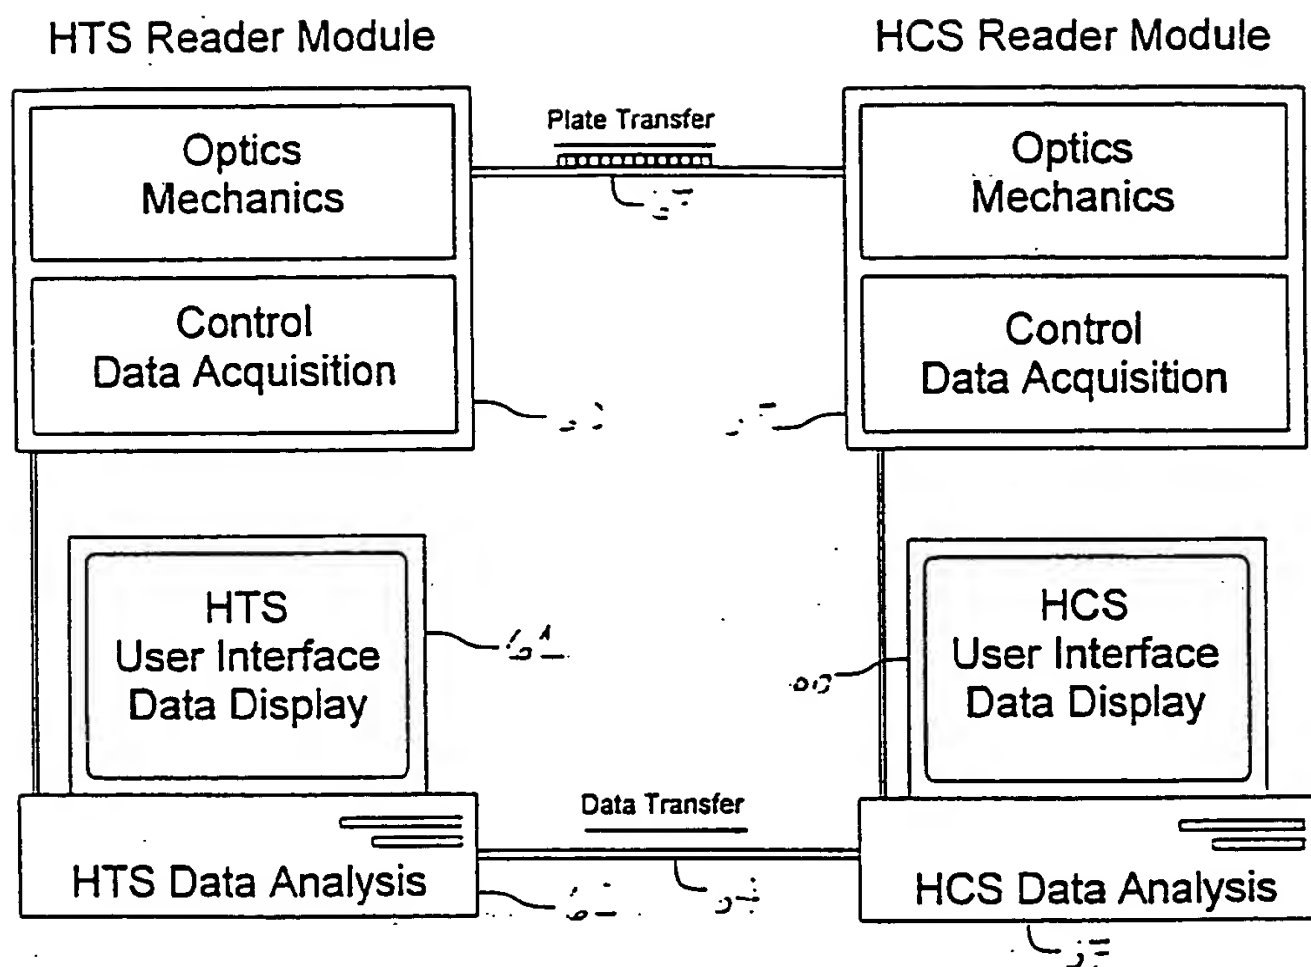 HTS Reader Module
HCS Reader Module
Optics
Mechanics
Control
Data Acquisition
Plate Transfer
Optics
Mechanics
Control
Data Acquisition
HTS
User Interface
Data Display
HCS
User Interface
Data Display
Data Transfer
HTS Data Analysis
HCS Data Analysis